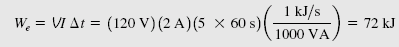 W_e = VI Δt = (120 V)(2 A)(5 × 60 s)(1 kJ/s / 1000 VA) = 72 kJ